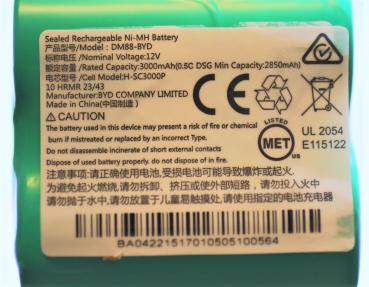 Sealed Rechargeable Ni-MH Battery
产品型号/Model: DM88-BYD
标称电压/Nominal Voltage:12V
额定能力/Rated Capacity:3000mAh(0.5C DSG Min Capacity:2850mAh)
电芯型号/Cell Model:H-SC3000P
10 HRMR 23/43
Manufacturer: BYD COMPANY LIMITED
Made in China(中国制造)
CE
CAUTION
The battery used in this device may present a risk of fire or chemical
burn if mistreated or replaced by an incorrect Type.
Do not disassemble incinerate of short external contacts
Dispose of used battery properly. do not dispose of in fire.
LISTED
MET
US
UL 2054
E115122
注意事项: 请正确使用电池,受损电池可能导致爆炸或起火.
为避免起火燃烧,请勿拆卸、挤压或使外部短路, 请勿扔入火中,
请勿抛于水中,请勿放置于儿童易触摸处,请使用指定的电池充电器
BA04221517010505100564